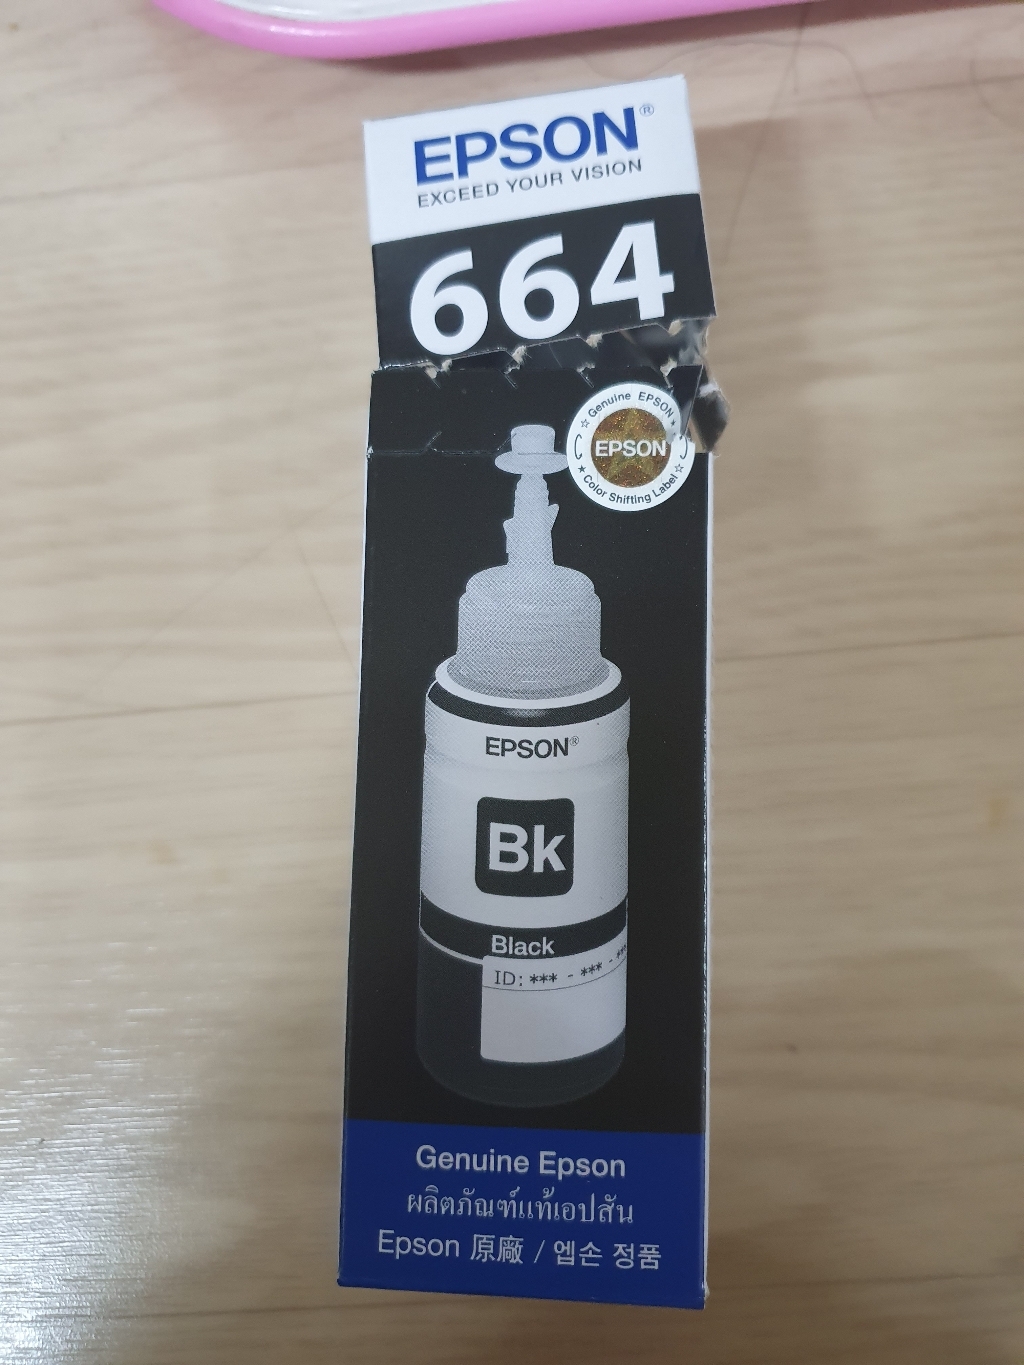 EPSON®
EXCEED YOUR VISION
664
Genuine EPSON
EPSON
Color Shifting Label
EPSON®
Bk
Black
ID: *** - *** - ***
Genuine Epson
ผลิตภัณฑ์แท้เอปสัน
Epson 原廠 / 엡손 정품